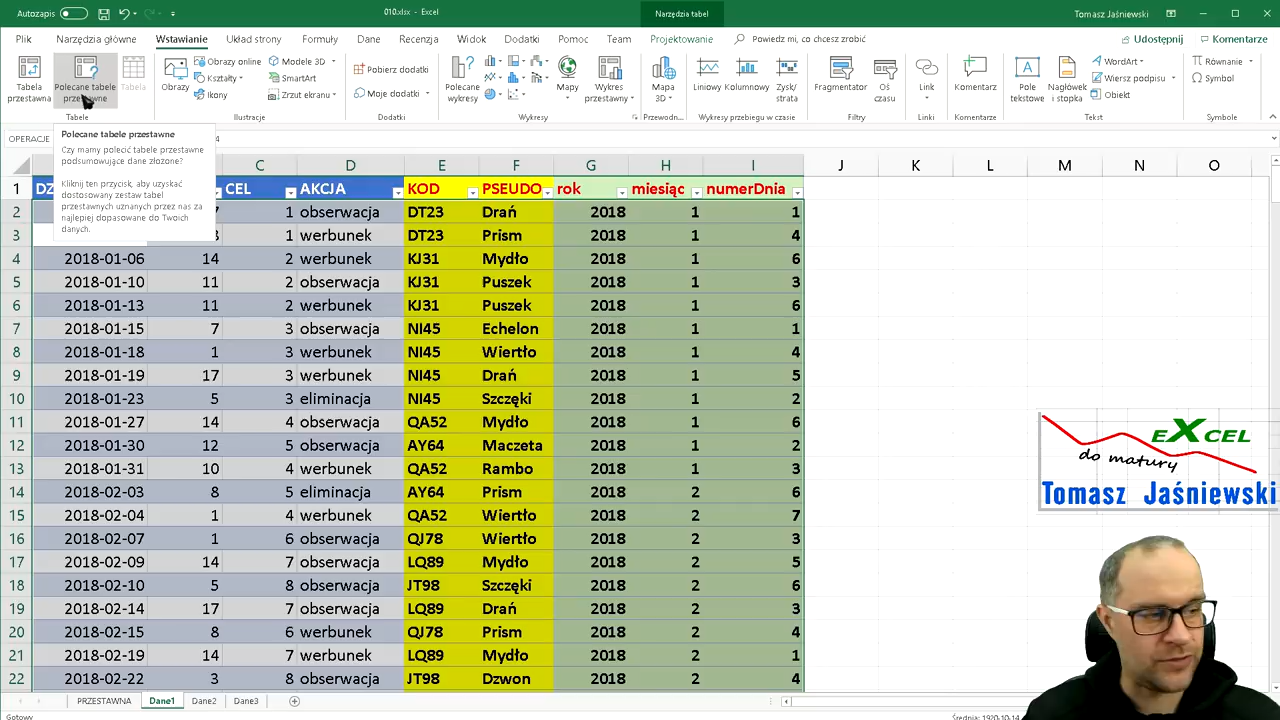 Autozapis
010.xlsx - Excel
Narzędzia tabel
Tomasz Jaśniewski
Plik Narzędzia główne Wstawianie Układ strony Formuły Dane Recenzja Widok Dodatki Pomoc Team Projektowanie Powiedz mi, co chcesz zrobić Udostępnij Komentarze
Tabela przestawna
Polecane tabele przestawne
Tabela
Tabele
Obrazy
Obrazy online
Kształty
Ikony
Modele 3D
SmartArt
Zrzut ekranu
Ilustracje
Pobierz dodatki
Moje dodatki
Dodatki
Polecane wykresy
Mapy
Wykres przestawny
Wykresy
Mapa 3D
Przewodn...
Liniowy
Kolumnowy
Zysk/strata
Wykresy przebiegu w czasie
Fragmentator
Oś czasu
Filtry
Link
Linki
Komentarz
Komentarze
Pole tekstowe
Nagłówek i stopka
WordArt
Wiersz podpisu
Obiekt
Tekst
Równanie
Symbol
Symbole
OPERACJE
4
Polecane tabele przestawne
Czy mamy polecić tabele przestawne
podsumowujące dane złożone?
Kliknij ten przycisk, aby uzyskać
dostosowany zestaw tabel
przestawnych uznanych przez nas za
najlepiej dopasowane do Twoich
danych.
C D E F G H I J K L M N O
1 DZ CEL AKCJA KOD PSEUDO rok miesiąc numerDnia
2 7 1 obserwacja DT23 Drań 2018 1 1
3 3 1 werbunek DT23 Prism 2018 1 4
4 2018-01-06 14 2 werbunek KJ31 Mydło 2018 1 6
5 2018-01-10 11 2 obserwacja KJ31 Puszek 2018 1 3
6 2018-01-13 11 2 werbunek KJ31 Puszek 2018 1 6
7 2018-01-15 7 3 obserwacja NI45 Echelon 2018 1 1
8 2018-01-18 1 3 werbunek NI45 Wiertło 2018 1 4
9 2018-01-19 17 3 werbunek NI45 Drań 2018 1 5
10 2018-01-23 5 3 eliminacja NI45 Szczęki 2018 1 2
11 2018-01-27 14 4 obserwacja QA52 Mydło 2018 1 6
12 2018-01-30 12 5 obserwacja AY64 Maczeta 2018 1 2
13 2018-01-31 10 4 werbunek QA52 Rambo 2018 1 3
14 2018-02-03 8 5 eliminacja AY64 Prism 2018 2 6
15 2018-02-04 1 4 werbunek QA52 Wiertło 2018 2 7
16 2018-02-07 1 6 obserwacja QJ78 Wiertło 2018 2 3
17 2018-02-09 14 7 obserwacja LQ89 Mydło 2018 2 5
18 2018-02-10 5 8 obserwacja JT98 Szczęki 2018 2 6
19 2018-02-14 17 7 obserwacja LQ89 Drań 2018 2 3
20 2018-02-15 8 6 werbunek QJ78 Prism 2018 2 4
21 2018-02-19 14 7 werbunek LQ89 Mydło 2018 2 1
22 2018-02-22 3 8 werbunek JT98 Dzwon 2018 2 4
eXcel
do matury
Tomasz Jaśniewski
PRZESTAWNA Dane1 Dane2 Dane3
Gotowy
Średnia: 1920-10-14